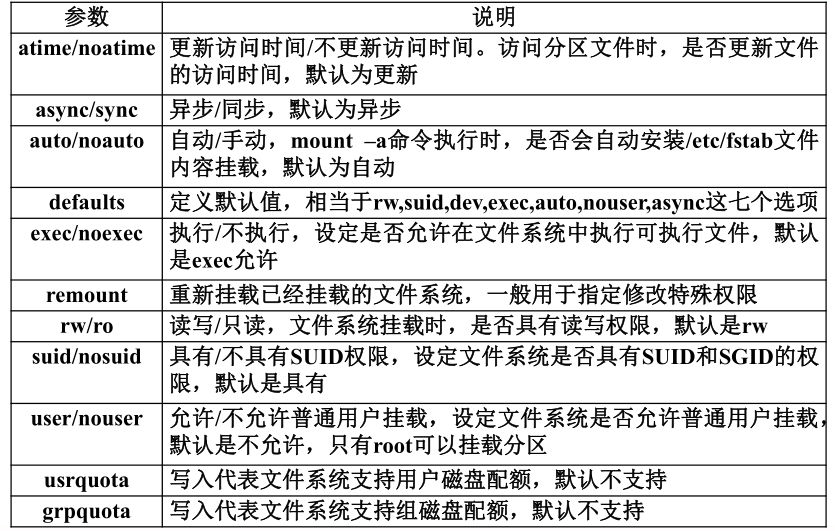 参数 说明
atime/noatime 更新访问时间/不更新访问时间。访问分区文件时，是否更新文件
的访问时间，默认为更新
async/sync 异步/同步，默认为异步
auto/noauto 自动/手动，mount –a命令执行时，是否会自动安装/etc/fstab文件
内容挂载，默认为自动
defaults 定义默认值，相当于rw,suid,dev,exec,auto,nouser,async这七个选项
exec/noexec 执行/不执行，设定是否允许在文件系统中执行可执行文件，默认
是exec允许
remount 重新挂载已经挂载的文件系统，一般用于指定修改特殊权限
rw/ro 读写/只读，文件系统挂载时，是否具有读写权限，默认是rw
suid/nosuid 具有/不具有SUID权限，设定文件系统是否具有SUID和SGID的权
限，默认是具有
user/nouser 允许/不允许普通用户挂载，设定文件系统是否允许普通用户挂载，
默认是不允许，只有root可以挂载分区
usrquota 写入代表文件系统支持用户磁盘配额，默认不支持
grpquota 写入代表文件系统支持组磁盘配额，默认不支持